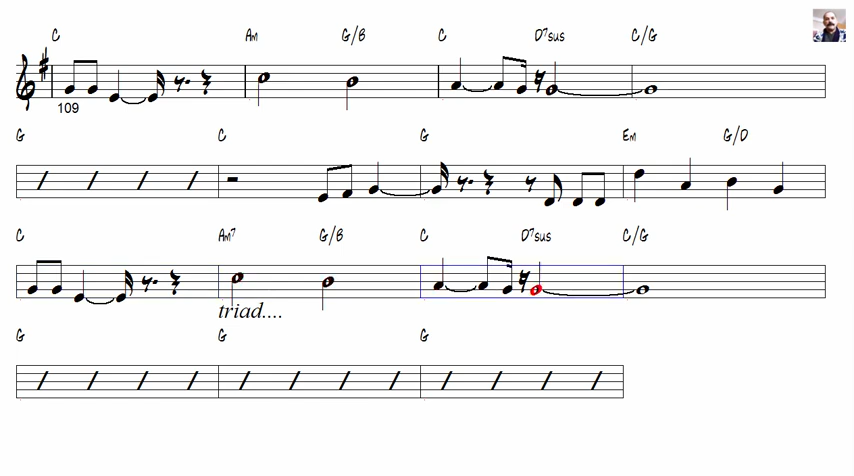 C Am G/B C D7sus C/G
109
G C G Em G/D
C Am7 G/B C D7sus C/G
triad....
G G G